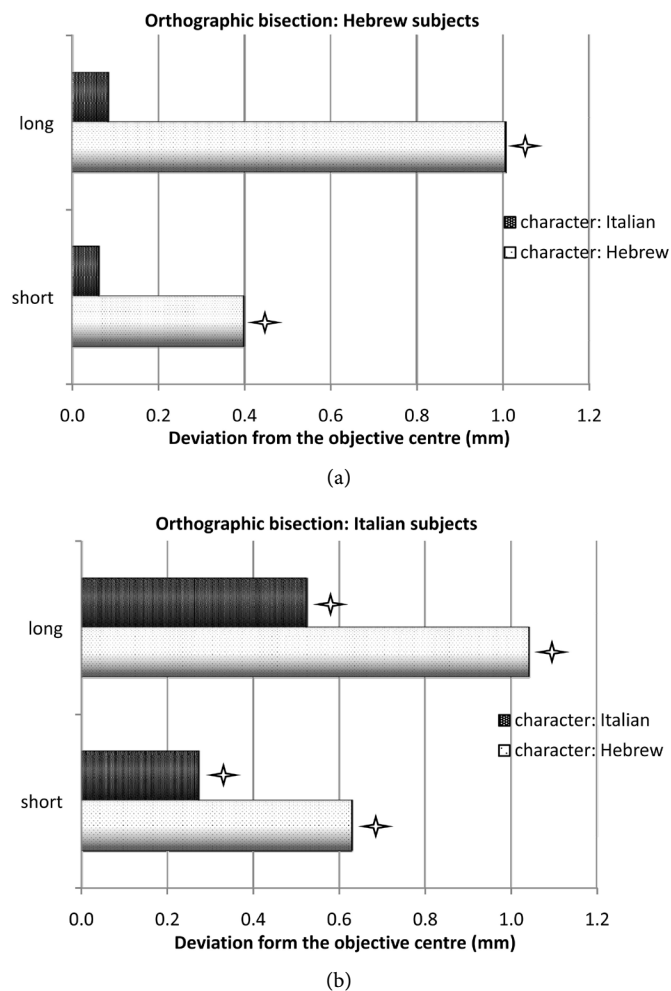 Orthographic bisection: Hebrew subjects
long
character: Italian
character: Hebrew
short
0.0 0.2 0.4 0.6 0.8 1.0 1.2
Deviation from the objective centre (mm)
(a)
Orthographic bisection: Italian subjects
long
character: Italian
character: Hebrew
short
0.0 0.2 0.4 0.6 0.8 1.0 1.2
Deviation form the objective centre (mm)
(b)